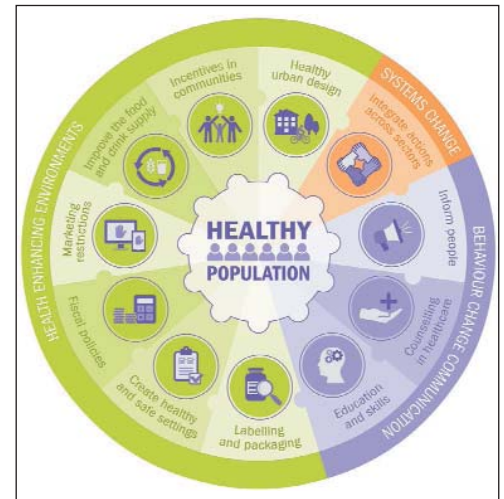 HEALTHY
POPULATION
HEALTH ENHANCING ENVIRONMENTS
SYSTEMS CHANGE
BEHAVIOUR CHANGE COMMUNICATION
Healthy
urban design
Integrate actions
across sectors
Inform people
Counselling
in healthcare
Education
and skills
Labelling
and packaging
Create healthy
and safe settings
Fiscal policies
Marketing
restrictions
Improve the food
and drink supply
Incentives in
communities